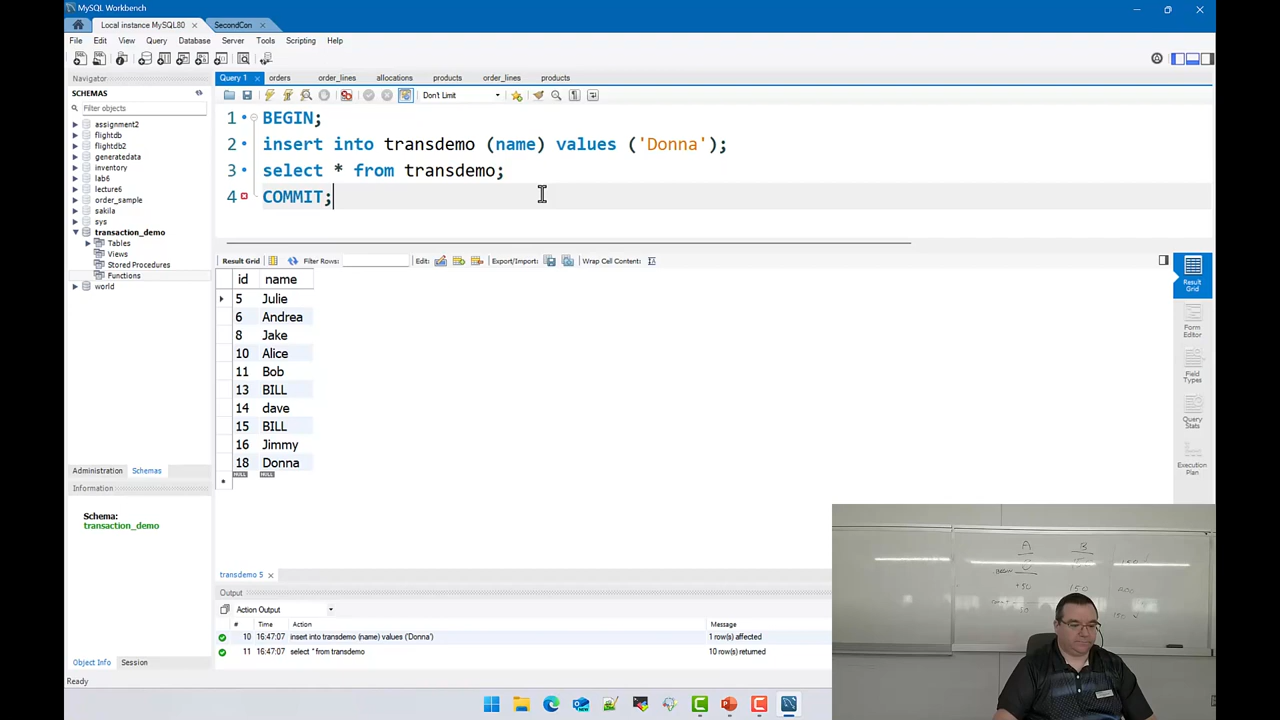 MySQL Workbench
Local instance MySQL80
SecondCon
File Edit View Query Database Server Tools Scripting Help
Navigator
SCHEMAS
Filter objects
assignment2
flightdb
flightdb2
generatedata
inventory
lab6
lecture6
order_sample
sakila
sys
transaction_demo
Tables
Views
Stored Procedures
Functions
world
Administration Schemas
Information
Schema:
transaction_demo
Object Info Session
Ready
Query 1 orders order_lines allocations products order_lines products
Don't Limit
1 BEGIN;
2 insert into transdemo (name) values ('Donna');
3 select * from transdemo;
4 COMMIT;
Result Grid Filter Rows: Edit: Export/Import: Wrap Cell Content:
id name
5 Julie
6 Andrea
8 Jake
10 Alice
11 Bob
13 BILL
14 dave
15 BILL
16 Jimmy
18 Donna
NULL NULL
Result Grid
Form Editor
Field Types
Query Stats
Execution Plan
transdemo 5
Output
Action Output
# Time Action Message
10 16:47:07 insert into transdemo (name) values ('Donna') 1 row(s) affected
11 16:47:07 select * from transdemo 10 row(s) returned
A B
150